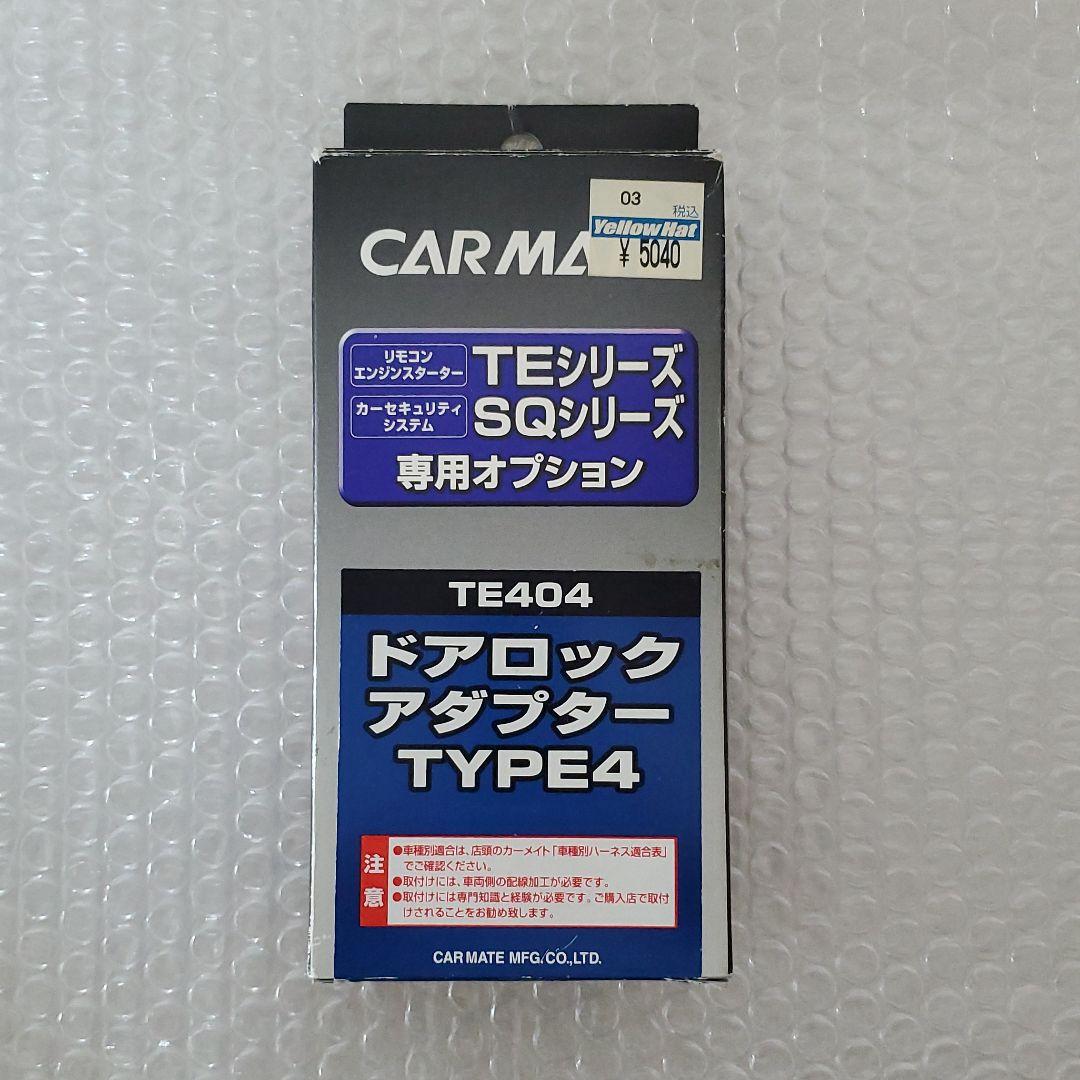 03
税込
YellowHat
¥ 5040
CARMA
リモコン
エンジンスターター
TEシリーズ
カーセキュリティ
システム
SQシリーズ
専用オプション
TE404
ドアロック
アダプター
TYPE4
注意
●車種別適合は、店頭のカーメイト「車種別ハーネス適合表」
でご確認ください。
●取付けには、車両側の配線加工が必要です。
●取付けには専門知識と経験が必要です。ご購入店で取付
けされることをお勧め致します。
CAR MATE MFG.CO.,LTD.